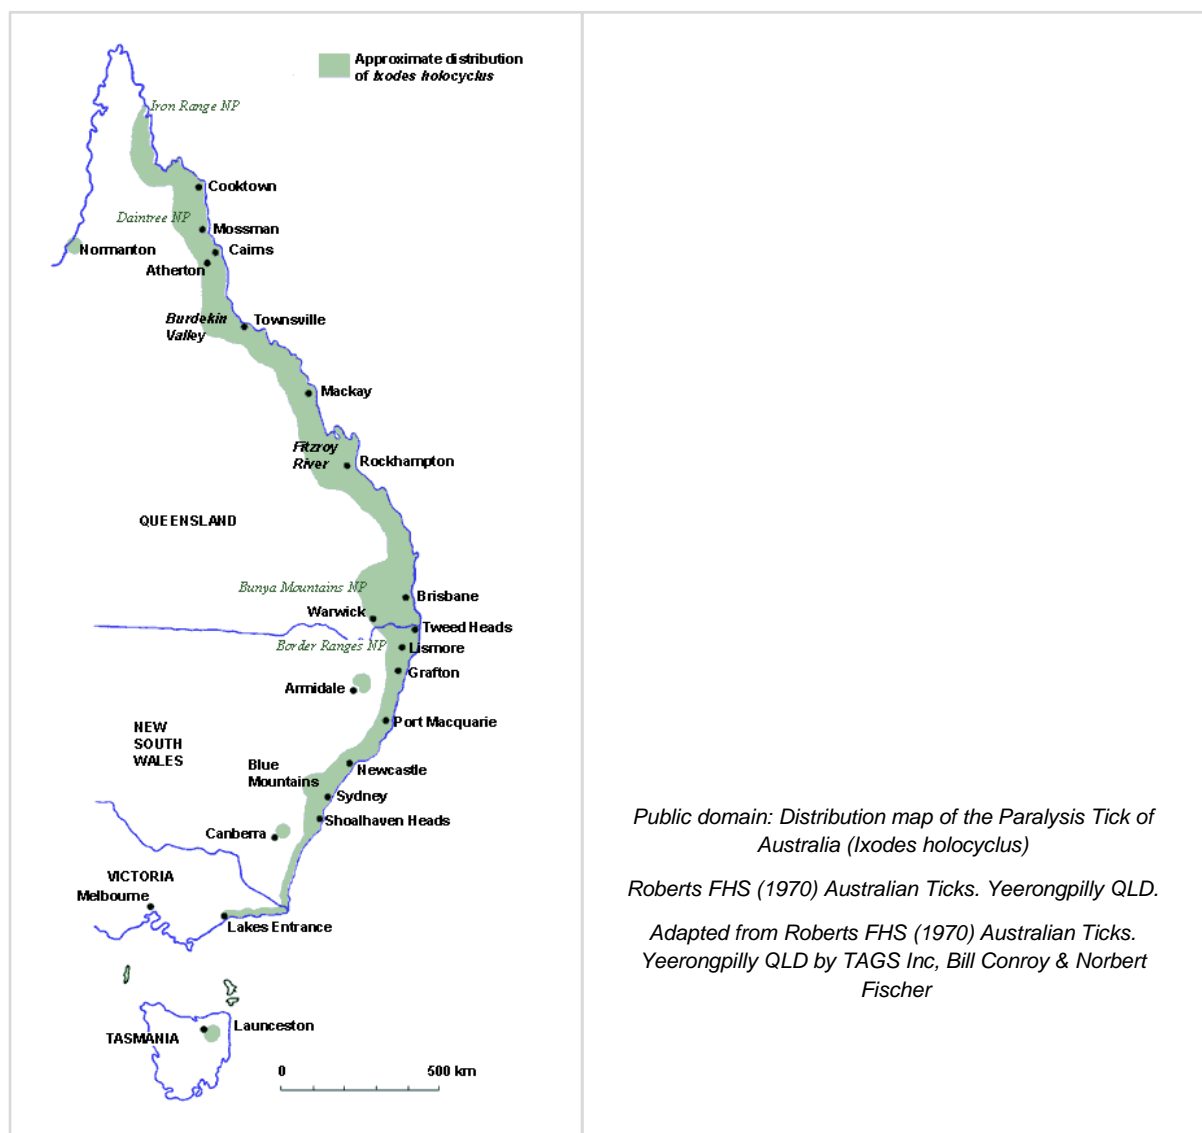 Approximate distribution
of Ixodes holocyclus
Iron Range NP
Cooktown
Daintree NP
Mossman
Normanton
Cairns
Atherton
Burdekin
Valley
Townsville
Mackay
Fitzroy
River
Rockhampton
QUEENSLAND
Bunya Mountains NP
Brisbane
Warwick
Tweed Heads
Border Ranges NP
Lismore
Grafton
Armidale
Port Macquarie
NEW
SOUTH
WALES
Blue
Mountains
Newcastle
Sydney
Shoalhaven Heads
Canberra
VICTORIA
Melbourne
Lakes Entrance
Launceston
TASMANIA
0 500 km
Public domain: Distribution map of the Paralysis Tick of
Australia (Ixodes holocyclus)
Roberts FHS (1970) Australian Ticks. Yeerongpilly QLD.
Adapted from Roberts FHS (1970) Australian Ticks.
Yeerongpilly QLD by TAGS Inc, Bill Conroy & Norbert
Fischer